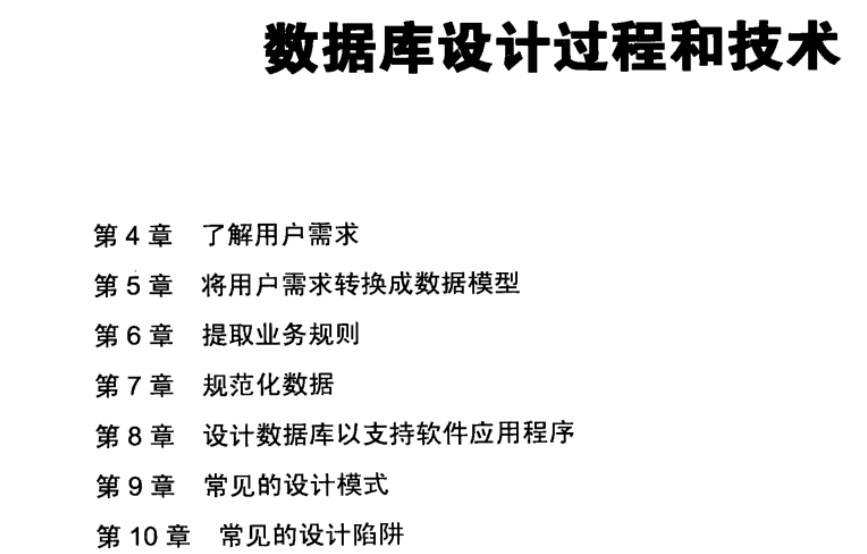 数据库设计过程和技术
第 4 章 了解用户需求
第 5 章 将用户需求转换成数据模型
第 6 章 提取业务规则
第 7 章 规范化数据
第 8 章 设计数据库以支持软件应用程序
第 9 章 常见的设计模式
第 10 章 常见的设计陷阱